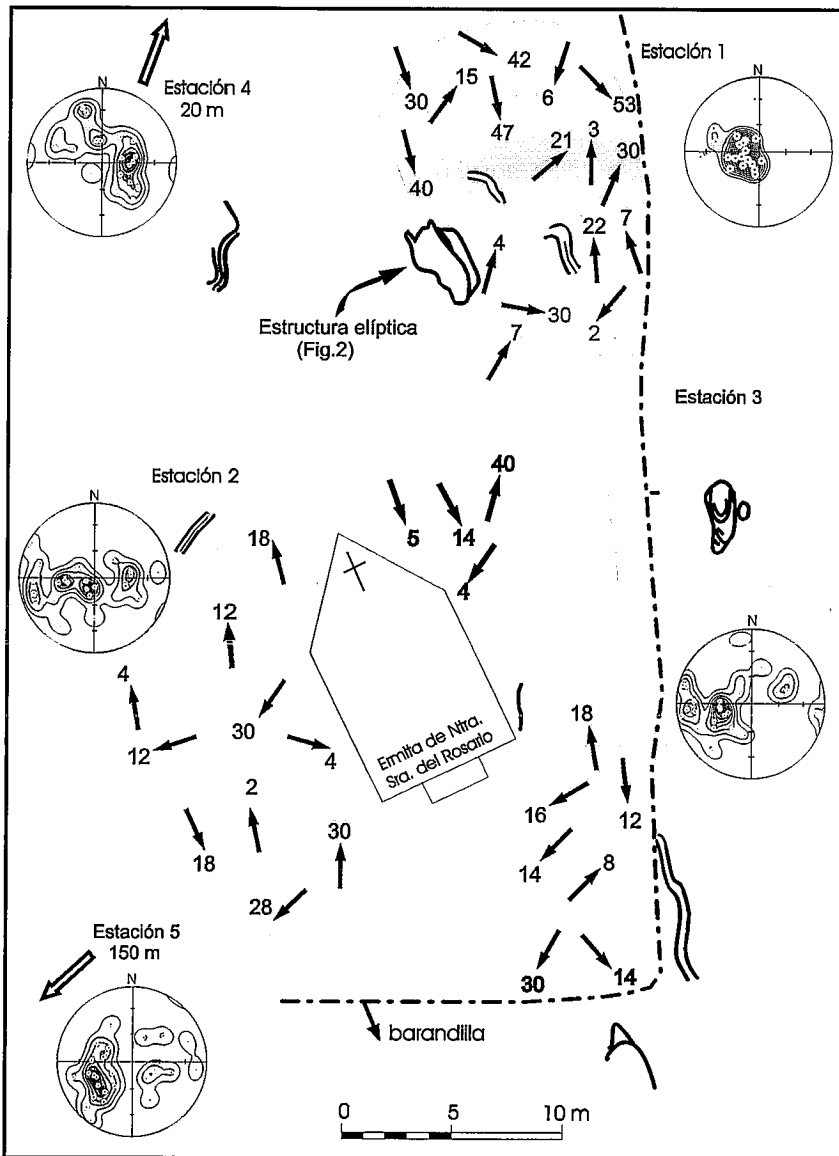 Estación 1
42
N
Estación 4
20 m
15
30
6
53
N
47
21
3
30
40
4
22
7
30
Estructura elíptica
(Fig.2)
7
2
Estación 3
40
Estación 2
N
18
5
14
4
12
N
4
18
30
12
4
Ermita de Ntra.
Sra. del Rosario
2
16
12
30
18
14
8
28
Estación 5
150 m
30
14
N
barandilla
0
5
10 m